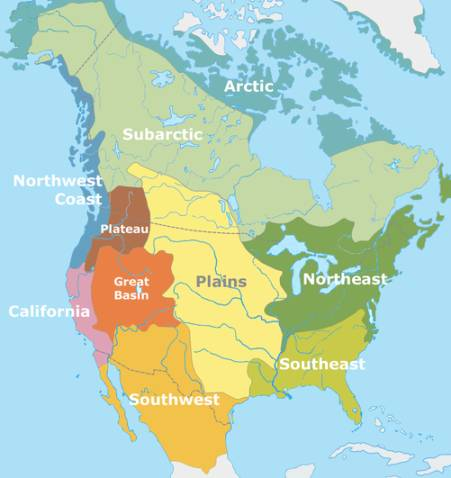 Arctic
Subarctic
Northwest
Coast
Plateau
Plains
Great
Basin
Northeast
California
Southeast
Southwest